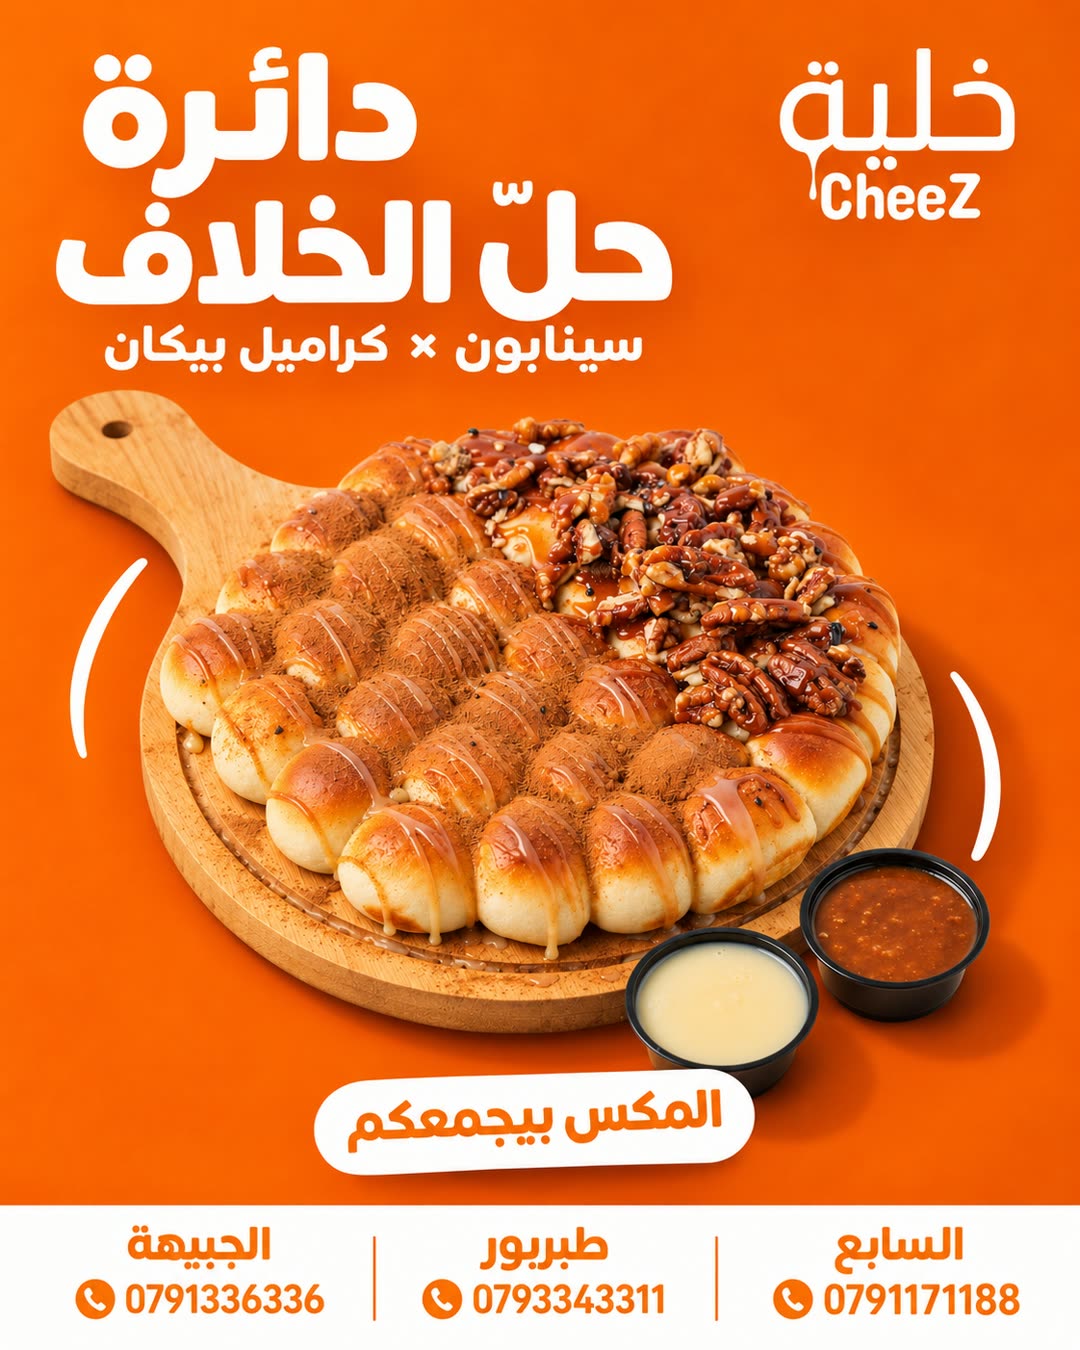 دائرة
حلّ الخلاف
سينابون × كراميل بيكان
خلية
CheeZ
المكس بيجمعكم
السابع
0791171188
طبربور
0793343311
الجبيهة
0791336336